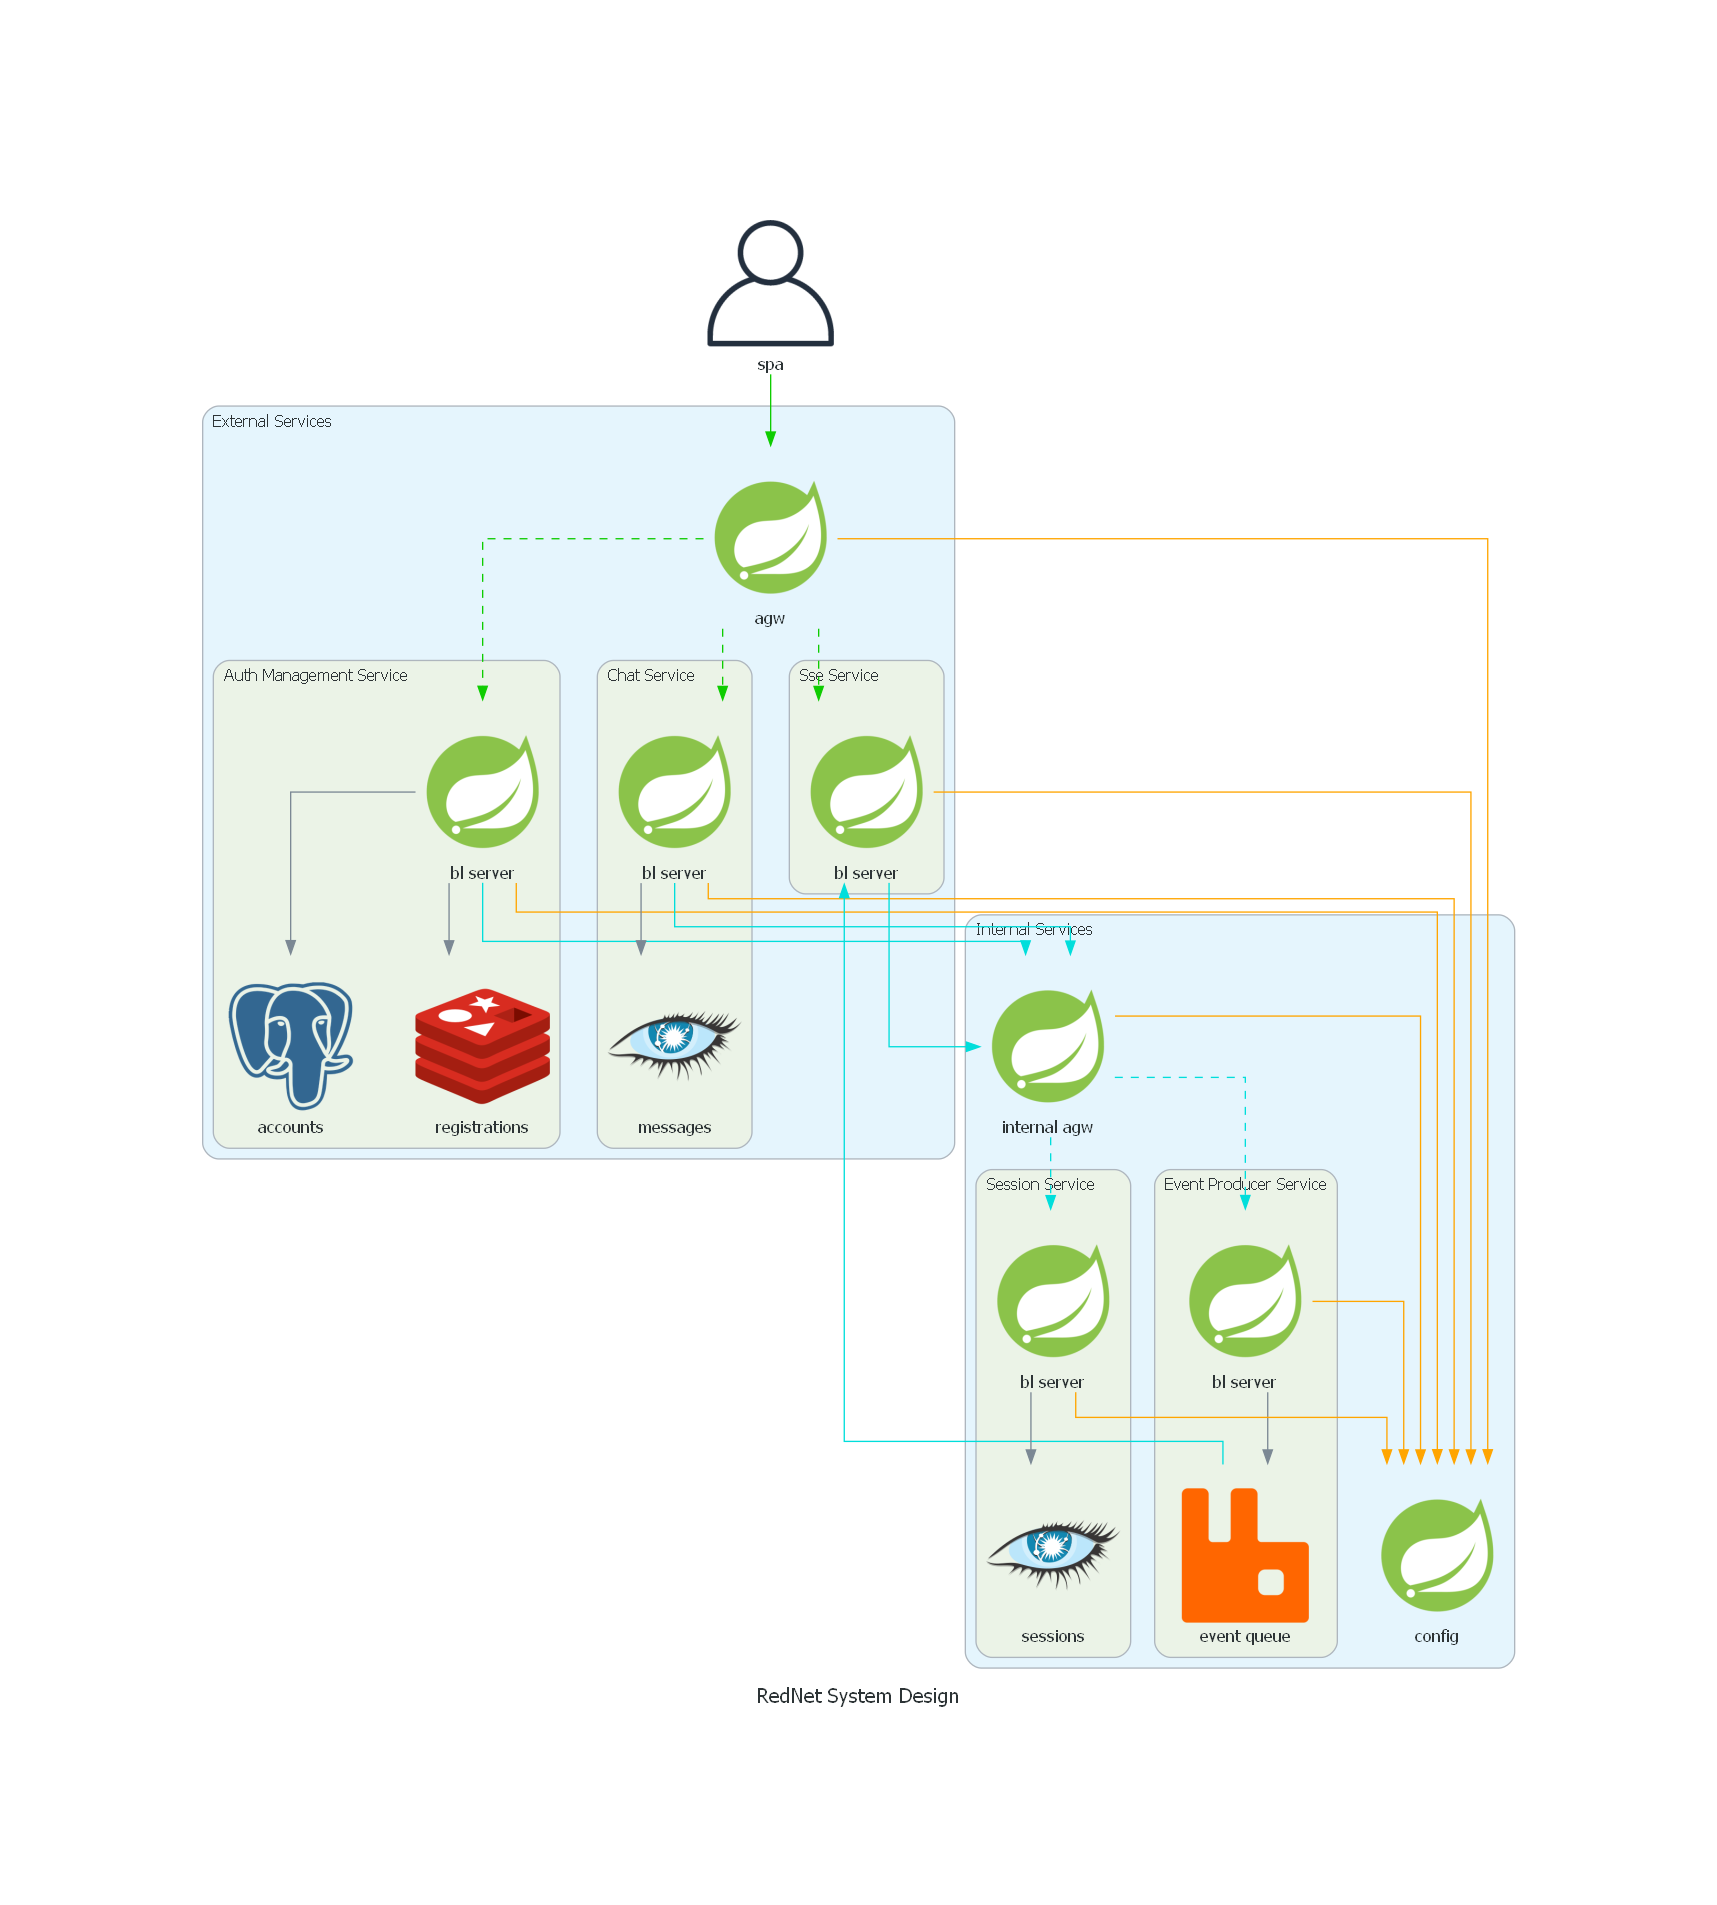 spa
External Services
agw
Auth Management Service
Chat Service
Sse Service
bl server
bl server
bl server
Internal Services
accounts
registrations
messages
internal agw
Session Service
Event Producer Service
bl server
bl server
sessions
event queue
config
RedNet System Design